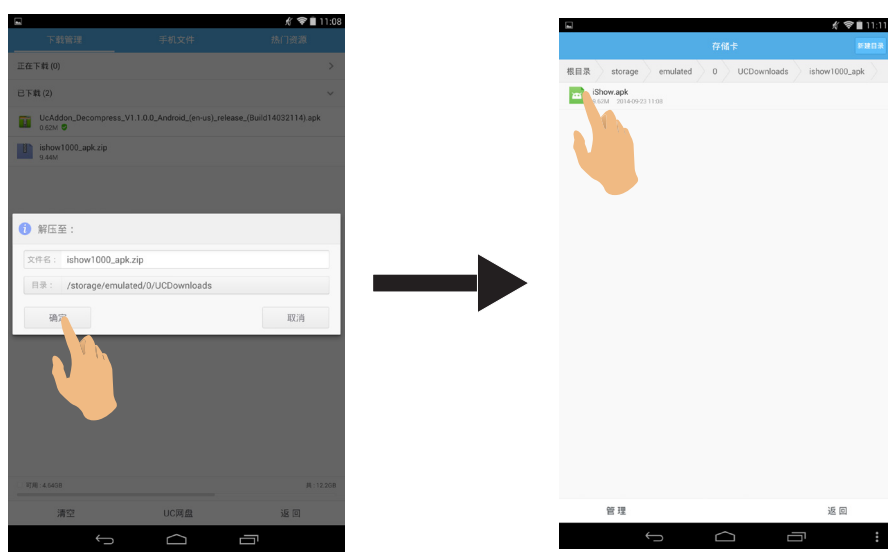 11:08
下载管理 手机文件 热门资源
正在下载 (0)
已下载 (2)
UcAddon_Decompress_V1.1.0.0_Android_(en-us)_release_(Build14032114).apk
0.62M
ishow1000_apk.zip
9.44M
解压至：
文件名： ishow1000_apk.zip
目录： /storage/emulated/0/UCDownloads
确定 取消
可用 : 4.54GB 共 : 12.2GB
清空 UC网盘 返回
11:11
存储卡 新建目录
根目录 storage emulated 0 UCDownloads ishow1000_apk
iShow.apk
2014-09-23 11:08
管理 返回